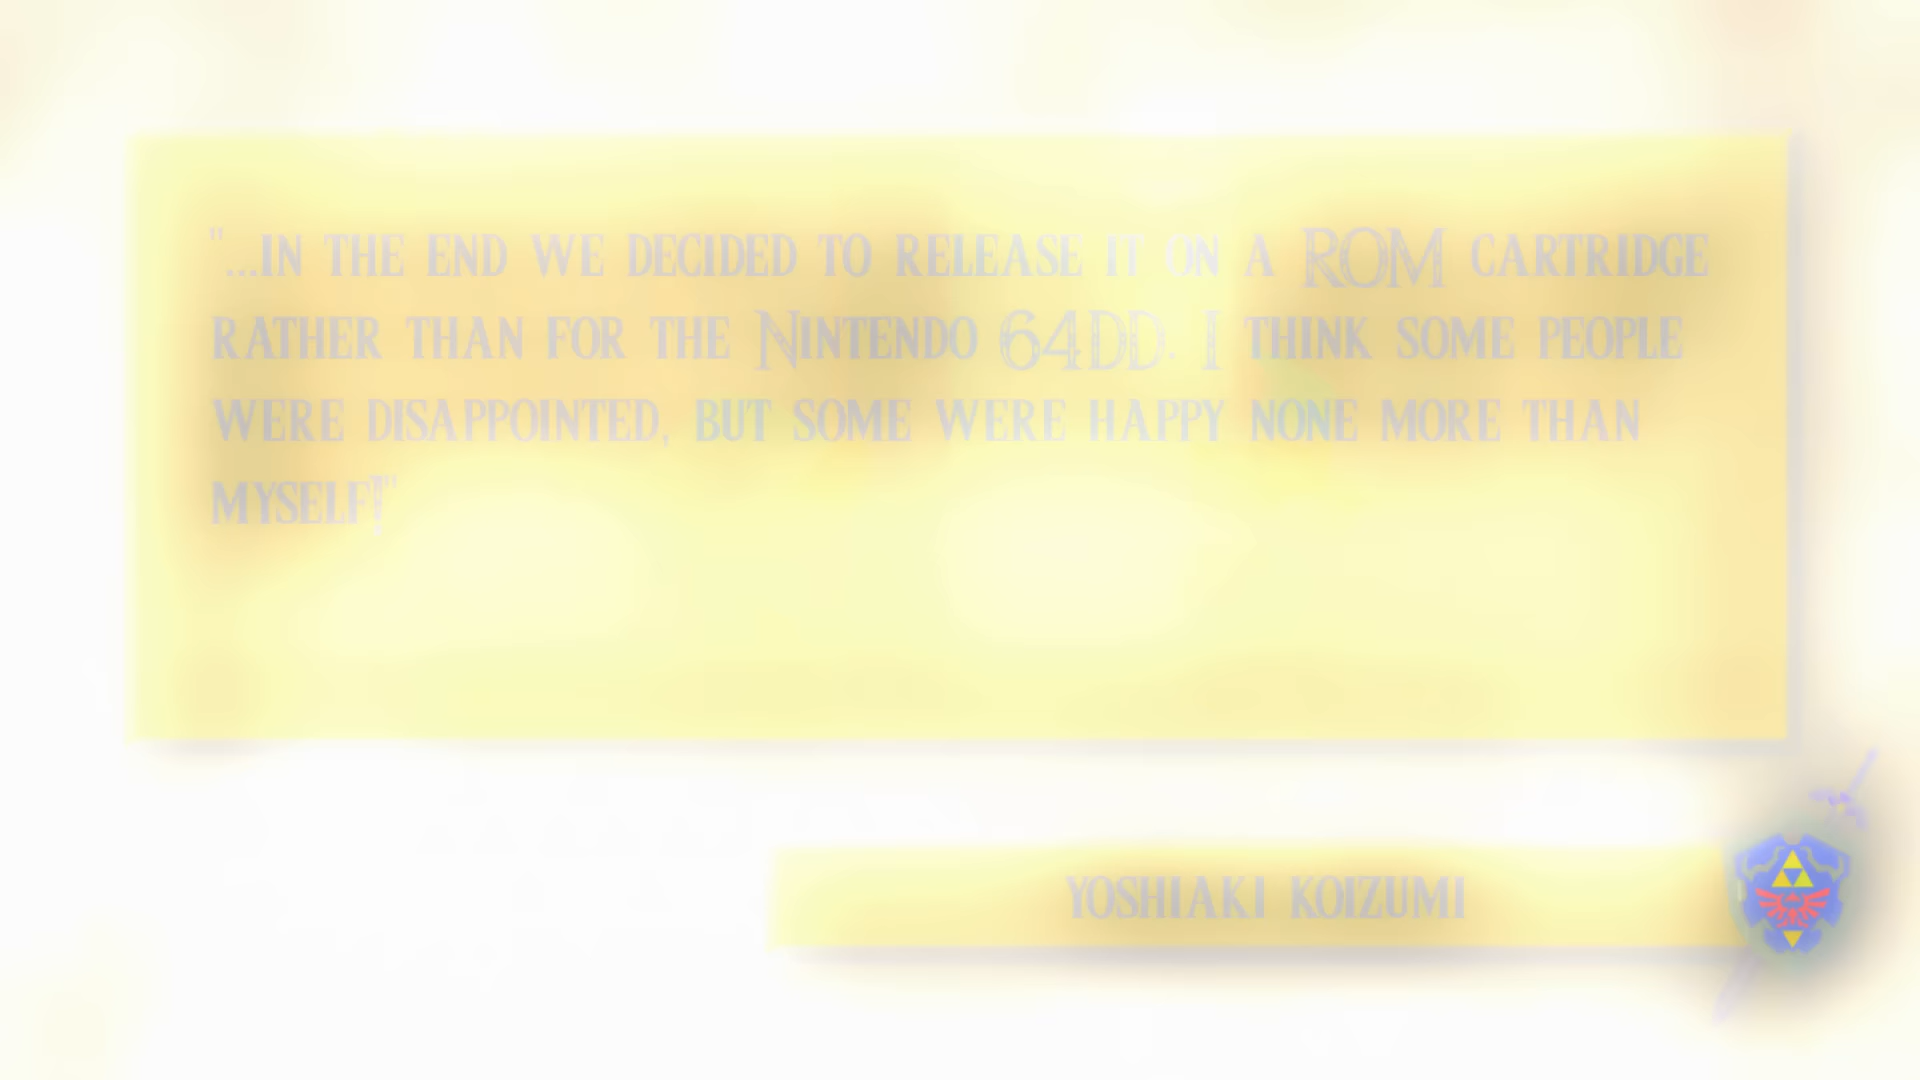 "...IN THE END WE DECIDED TO RELEASE IT ON A ROM CARTRIDGE
RATHER THAN FOR THE NINTENDO 64DD. I THINK SOME PEOPLE
WERE DISAPPOINTED, BUT SOME WERE HAPPY NONE MORE THAN
MYSELF!"
YOSHIAKI KOIZUMI